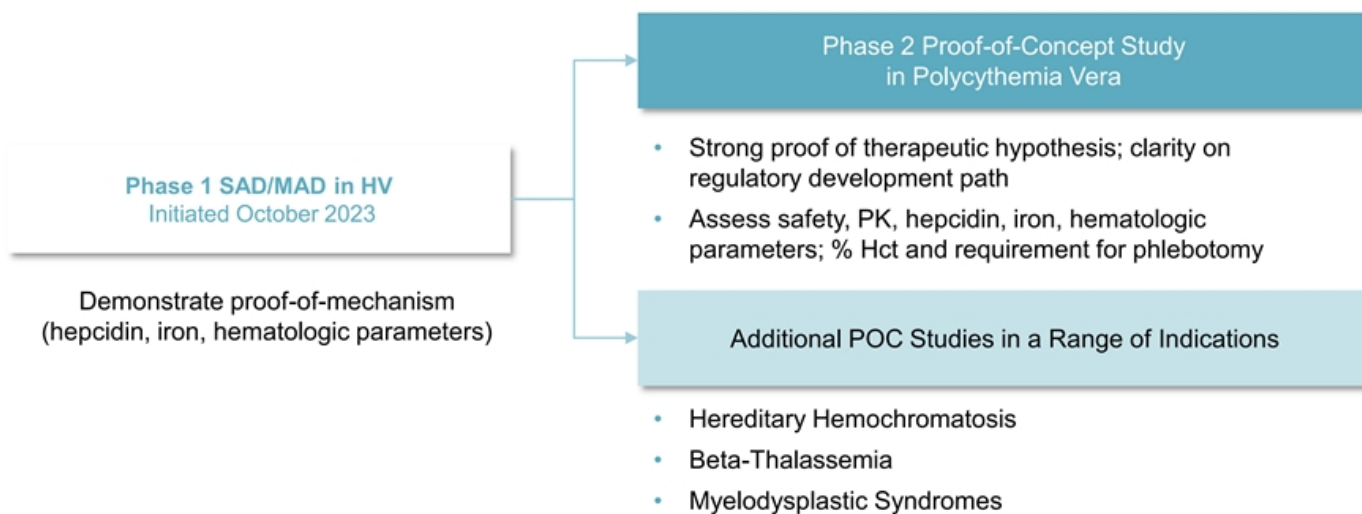 Phase 1 SAD/MAD in HV
Initiated October 2023
Demonstrate proof-of-mechanism
(hepcidin, iron, hematologic parameters)
Phase 2 Proof-of-Concept Study
in Polycythemia Vera
• Strong proof of therapeutic hypothesis; clarity on
regulatory development path
• Assess safety, PK, hepcidin, iron, hematologic
parameters; % Hct and requirement for phlebotomy
Additional POC Studies in a Range of Indications
• Hereditary Hemochromatosis
• Beta-Thalassemia
• Myelodysplastic Syndromes